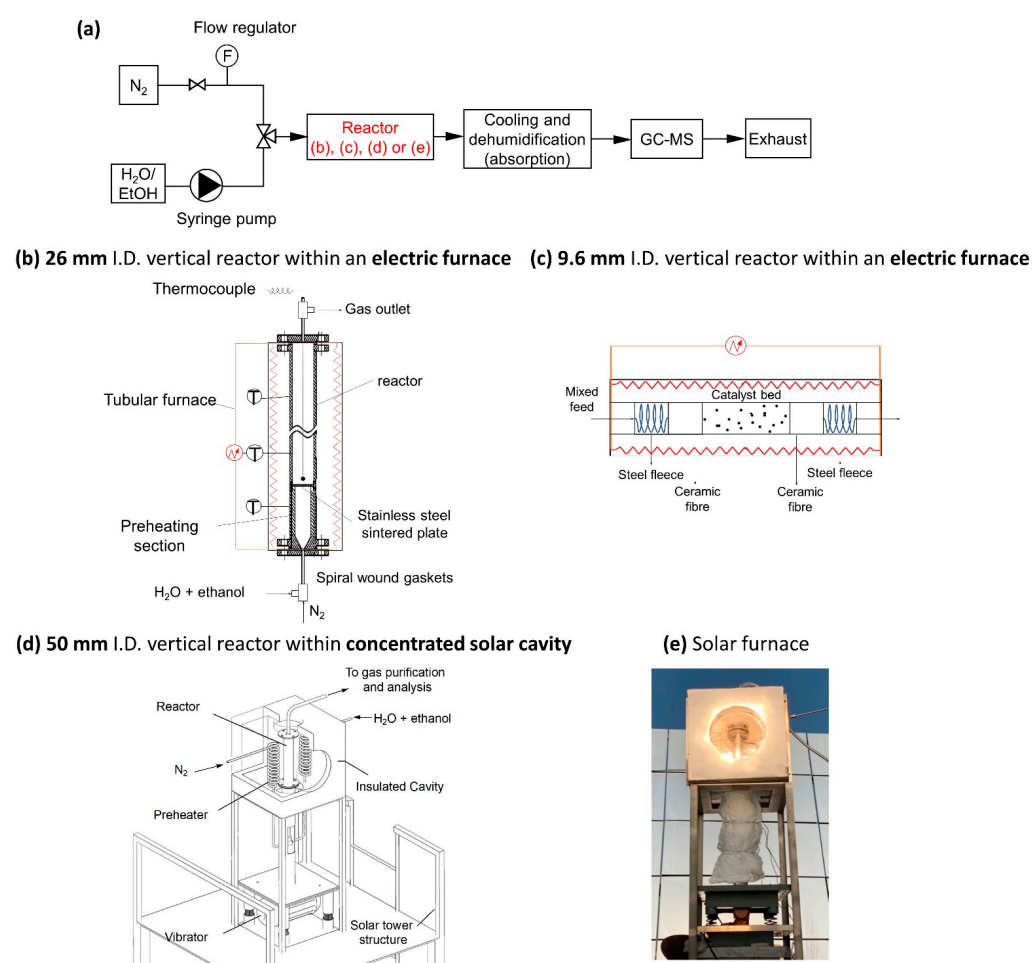 (a)
Flow regulator
F
N2
H2O/
EtOH
Syringe pump
Reactor
(b), (c), (d) or (e)
Cooling and
dehumidification
(absorption)
GC-MS
Exhaust
(b) 26 mm I.D. vertical reactor within an electric furnace
Thermocouple
Gas outlet
reactor
Tubular furnace
T
T
T
Preheating
section
Stainless steel
sintered plate
Spiral wound gaskets
H2O + ethanol
N2
(c) 9.6 mm I.D. vertical reactor within an electric furnace
Mixed
feed
Catalyst bed
Steel fleece
Ceramic
fibre
Ceramic
fibre
Steel fleece
(d) 50 mm I.D. vertical reactor within concentrated solar cavity
To gas purification
and analysis
Reactor
H2O + ethanol
N2
Insulated Cavity
Preheater
Vibrator
Solar tower
structure
(e) Solar furnace